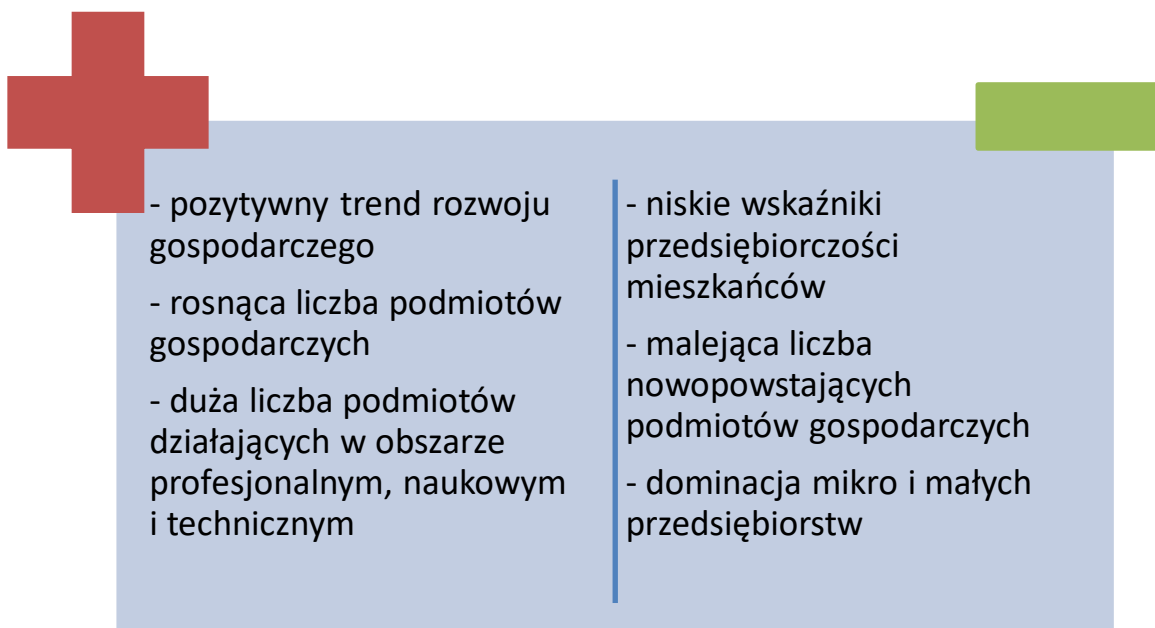 - pozytywny trend rozwoju
gospodarczego
- rosnąca liczba podmiotów
gospodarczych
- duża liczba podmiotów
działających w obszarze
profesjonalnym, naukowym
i technicznym
- niskie wskaźniki
przedsiębiorczości
mieszkańców
- malejąca liczba
nowopowstających
podmiotów gospodarczych
- dominacja mikro i małych
przedsiębiorstw